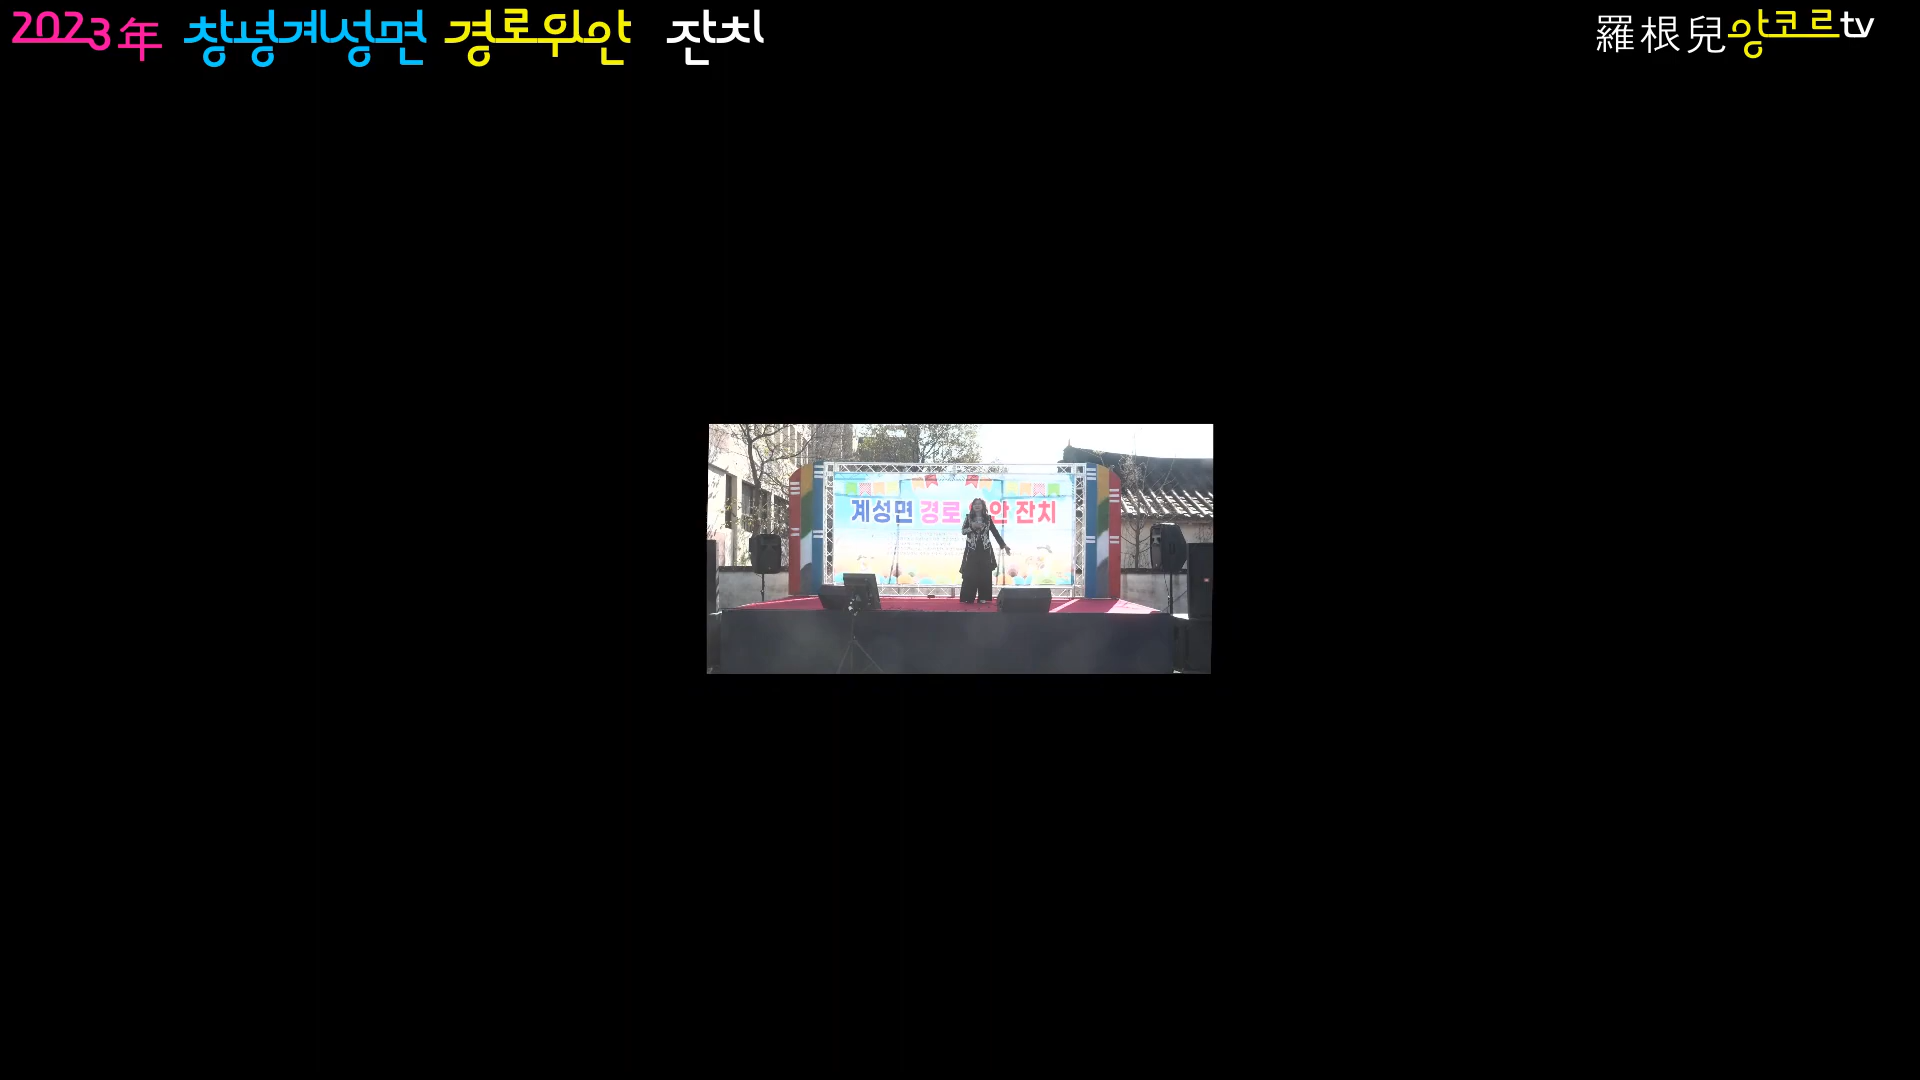 2023年 창녕계성면 경로위안 잔치
羅根兒앙코르tv
계성면 경로 안 잔치